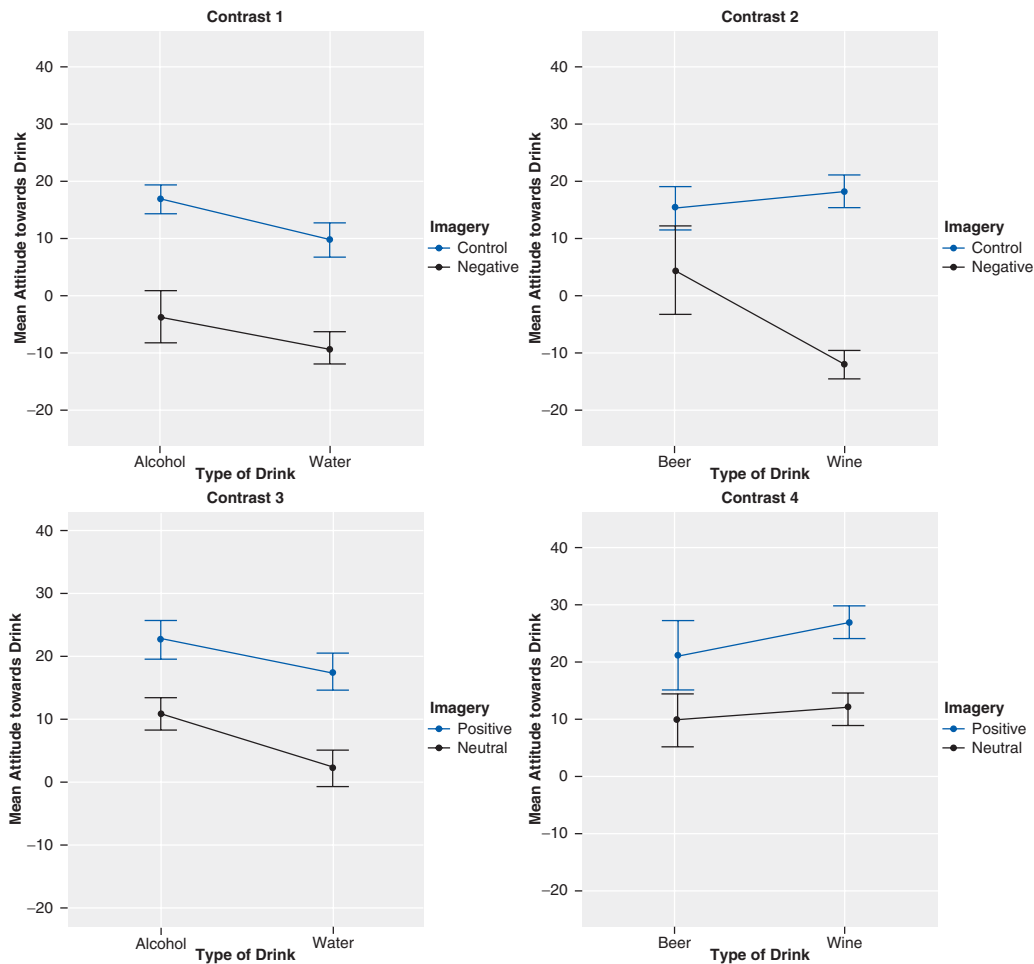 Contrast 1
Mean Attitude towards Drink
40
30
20
10
0
−10
−20
Alcohol
Water
Type of Drink
Imagery
Control
Negative
Contrast 2
Mean Attitude towards Drink
40
30
20
10
0
−10
−20
Beer
Wine
Type of Drink
Imagery
Control
Negative
Contrast 3
Mean Attitude towards Drink
40
30
20
10
0
−10
−20
Alcohol
Water
Type of Drink
Imagery
Positive
Neutral
Contrast 4
Mean Attitude towards Drink
40
30
20
10
0
−10
−20
Beer
Wine
Type of Drink
Imagery
Positive
Neutral